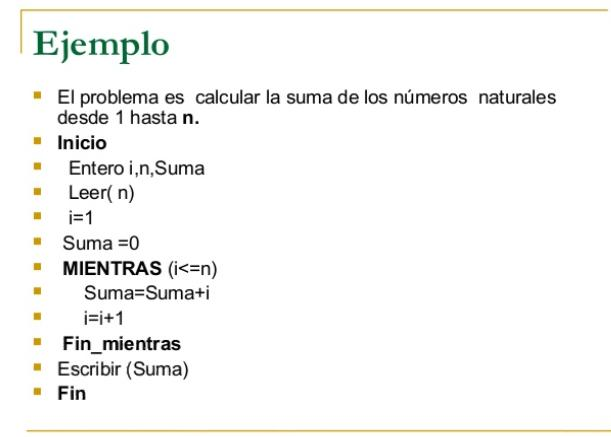 Ejemplo
El problema es calcular la suma de los números naturales
desde 1 hasta n.
Inicio
Entero i,n,Suma
Leer( n)
i=1
Suma =0
MIENTRAS (i<=n)
Suma=Suma+i
i=i+1
Fin_mientras
Escribir (Suma)
Fin